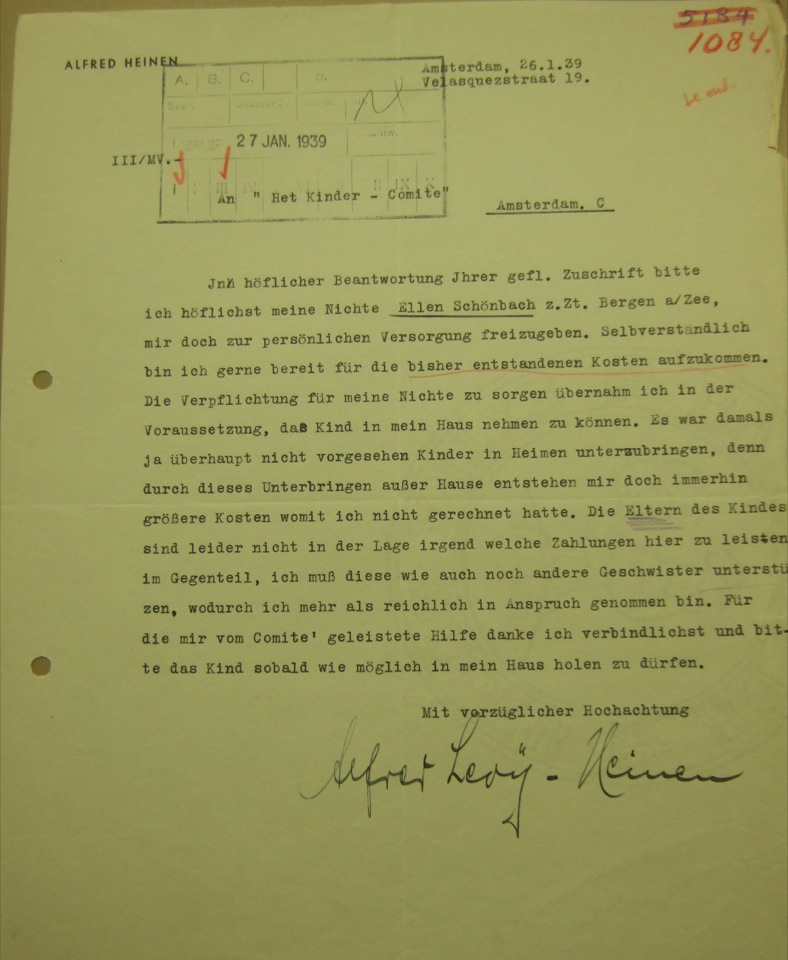 5184
1084.
ALFRED HEINEN
Amsterdam, 26.1.39
Velasquezstraat 19.
A. B. C. D.
27 JAN. 1939
III/MV.-
An " Het Kinder - Comite"
Amsterdam. C
Jn höflicher Beantwortung Jhrer gefl. Zuschrift bitte
ich höflichst meine Nichte Ellen Schönbach z.Zt. Bergen a/Zee,
mir doch zur persönlichen Versorgung freizugeben. Selbverständlich
bin ich gerne bereit für die bisher entstandenen Kosten aufzukommen.
Die Verpflichtung für meine Nichte zu sorgen übernahm ich in der
Voraussetzung, das Kind in mein Haus nehmen zu können. Es war damals
ja überhaupt nicht vorgesehen Kinder in Heimen unterzubringen, denn
durch dieses Unterbringen außer Hause entstehen mir doch immerhin
größere Kosten womit ich nicht gerechnet hatte. Die Eltern des Kindes
sind leider nicht in der Lage irgend welche Zahlungen hier zu leisten
im Gegenteil, ich muß diese wie auch noch andere Geschwister unterstü
zen, wodurch ich mehr als reichlich in Anspruch genommen bin. Für
die mir vom Comite' geleistete Hilfe danke ich verbindlichst und bit-
te das Kind sobald wie möglich in mein Haus holen zu dürfen.
Mit vorzüglicher Hochachtung
Alfred Levÿ - Heinen